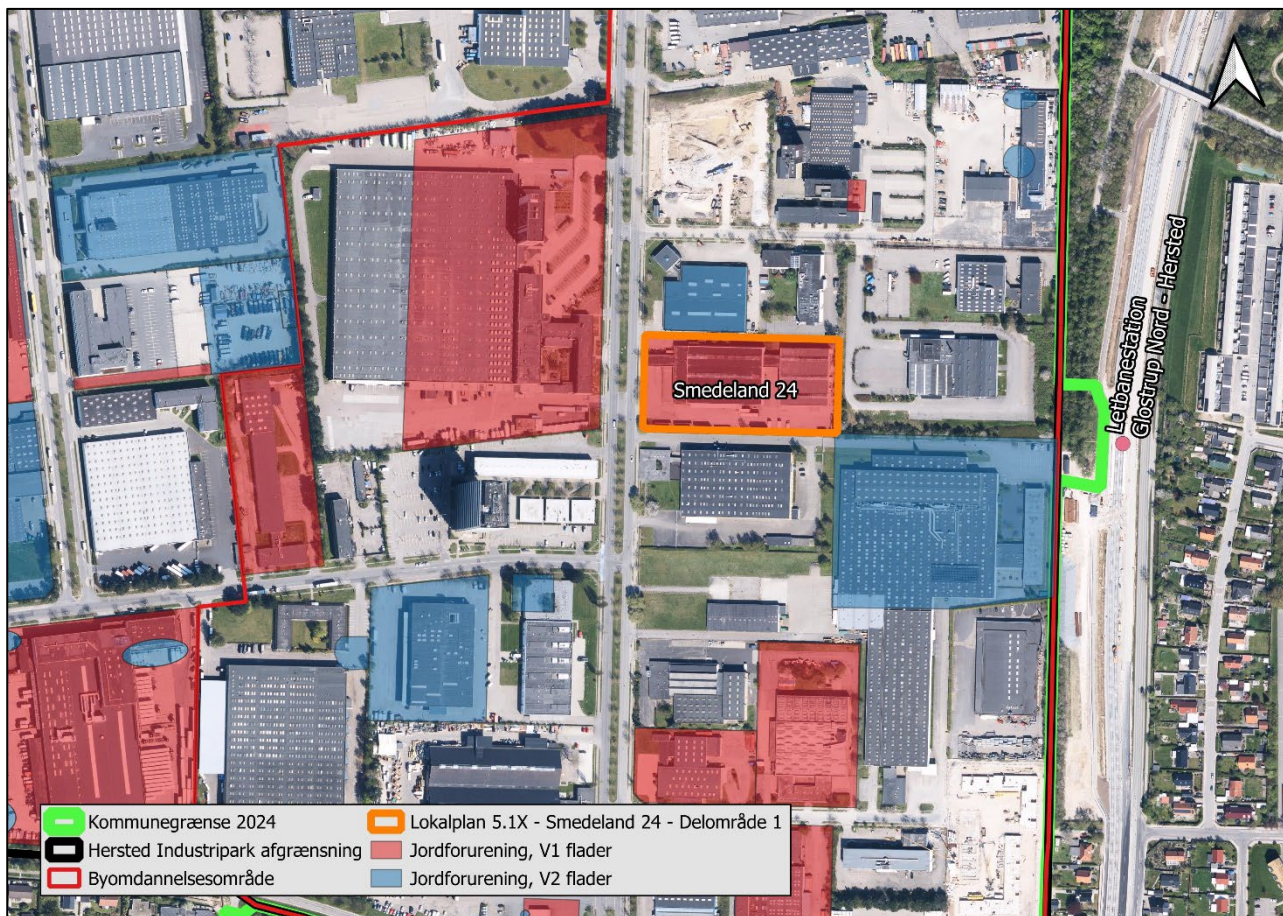 Smedeland 24
Letbanestation
Glostrup Nord - Hersted
Kommunegrænse 2024
Hersted Industripark afgrænsning
Byomdannelsesområde
Lokalplan 5.1X - Smedeland 24 - Delområde 1
Jordforurening, V1 flader
Jordforurening, V2 flader